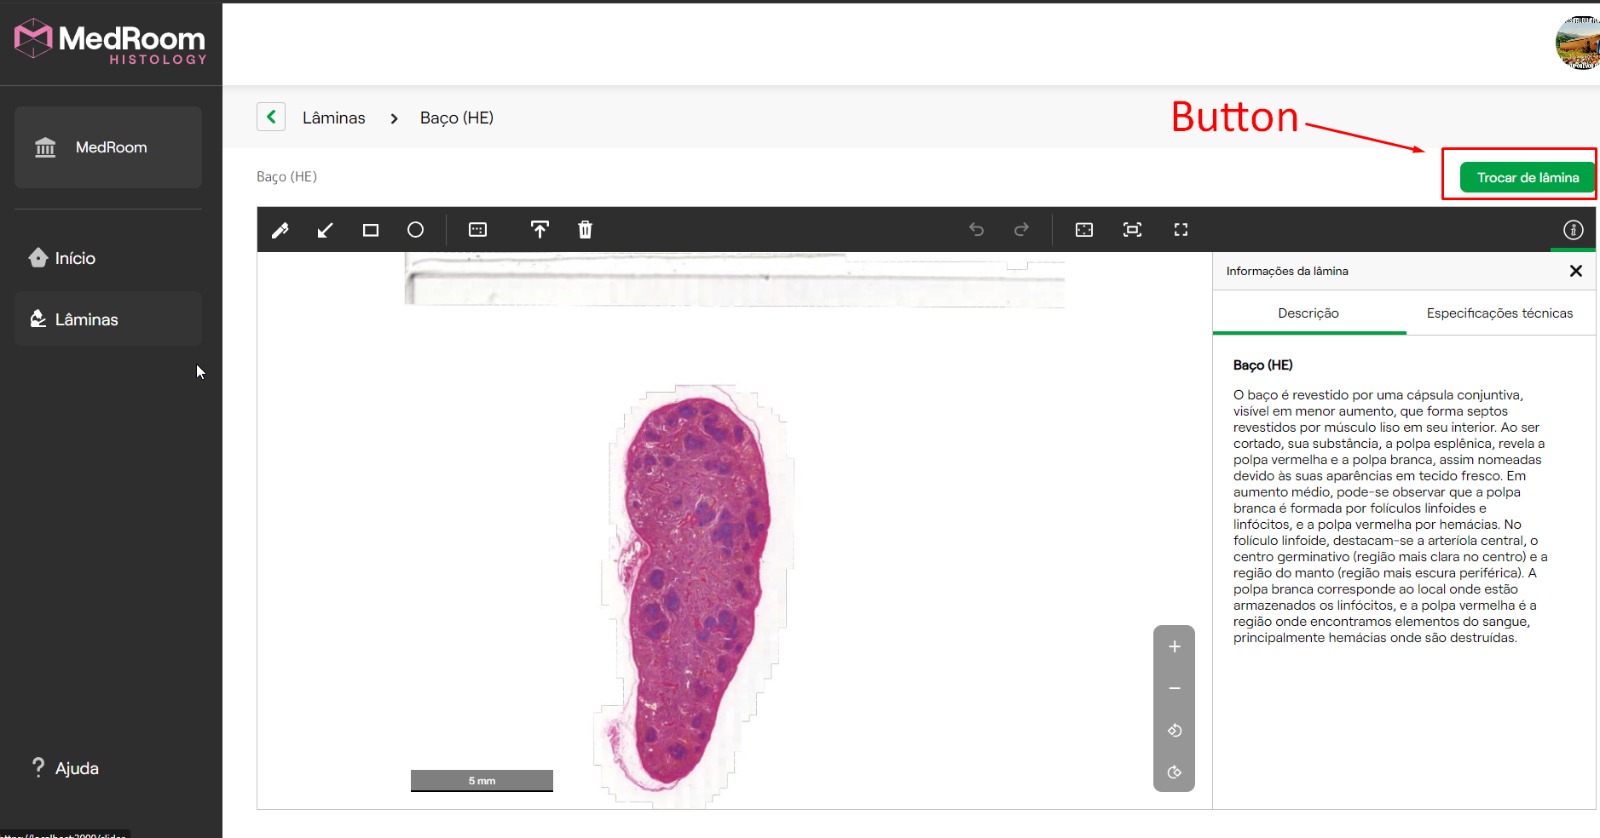 MedRoom
HISTOLOGY
MedRoom
Início
Lâminas
Ajuda
Lâminas > Baço (HE)
Button
Baço (HE)
Trocar de lâmina
Informações da lâmina
Descrição
Especificações técnicas
Baço (HE)
O baço é revestido por uma cápsula conjuntiva,
visível em menor aumento, que forma septos
revestidos por músculo liso em seu interior. Ao ser
cortado, sua substância, a polpa esplênica, revela a
polpa vermelha e a polpa branca, assim nomeadas
devido às suas aparências em tecido fresco. Em
aumento médio, pode-se observar que a polpa
branca é formada por folículos linfoides e
linfócitos, e a polpa vermelha por hemácias. No
folículo linfoide, destacam-se a arteríola central, o
centro germinativo (região mais clara no centro) e a
região do manto (região mais escura periférica). A
polpa branca corresponde ao local onde estão
armazenados os linfócitos, e a polpa vermelha é a
região onde encontramos elementos do sangue,
principalmente hemácias onde são destruídas.
5 mm